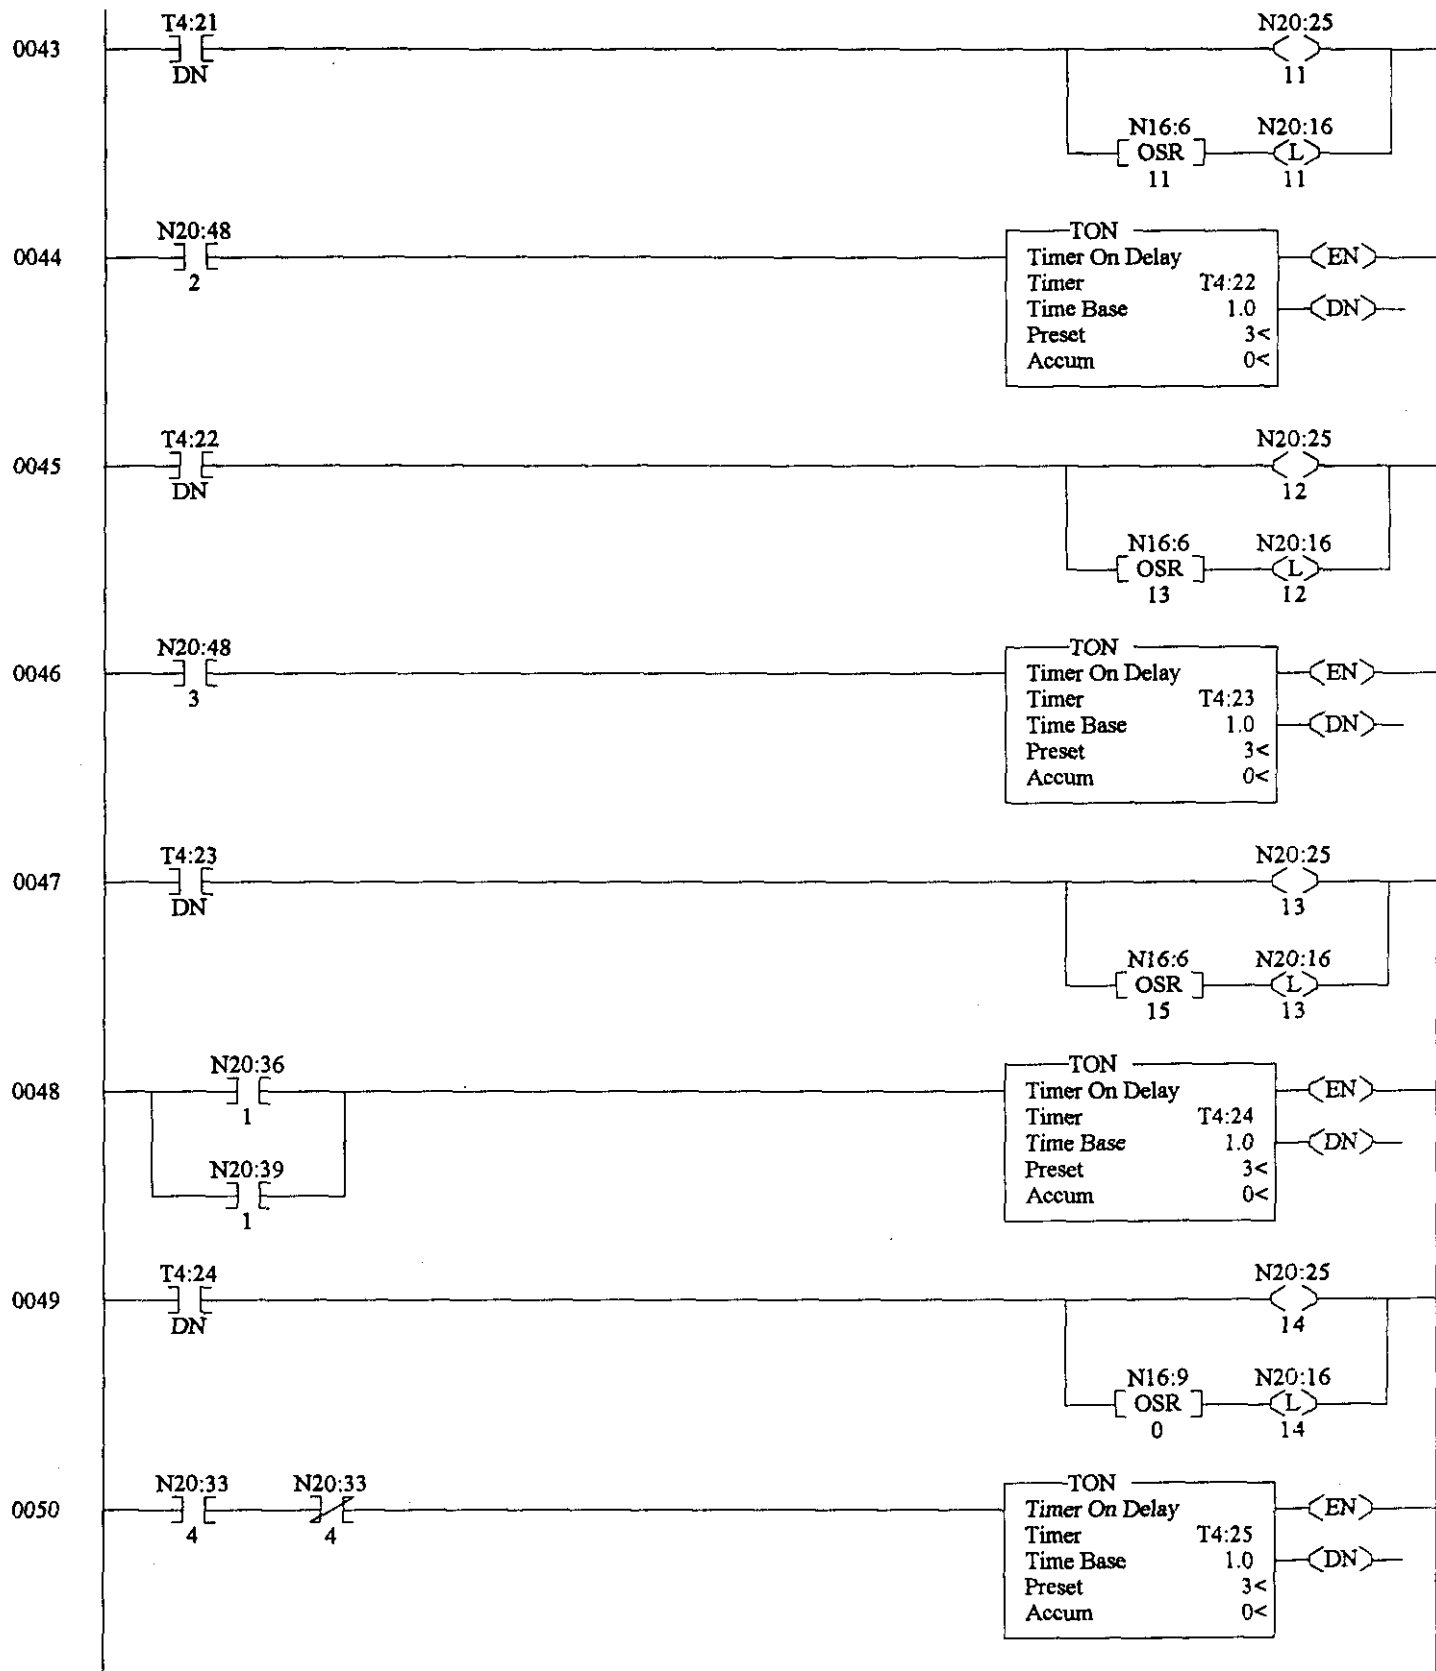 T4:21
N20:25
0043
DN
11
N16:6
N20:16
OSR
L
11
11
N20:48
TON
0044
Timer On Delay
EN
2
Timer T4:22
Time Base 1.0
DN
Preset 3<
Accum 0<
T4:22
N20:25
0045
DN
12
N16:6
N20:16
OSR
L
13
12
N20:48
TON
0046
Timer On Delay
EN
3
Timer T4:23
Time Base 1.0
DN
Preset 3<
Accum 0<
T4:23
N20:25
0047
DN
13
N16:6
N20:16
OSR
L
15
13
N20:36
TON
0048
Timer On Delay
EN
1
Timer T4:24
Time Base 1.0
DN
N20:39
Preset 3<
Accum 0<
1
T4:24
N20:25
0049
DN
14
N16:9
N20:16
OSR
L
0
14
N20:33
N20:33
TON
0050
Timer On Delay
EN
4
4
Timer T4:25
Time Base 1.0
DN
Preset 3<
Accum 0<